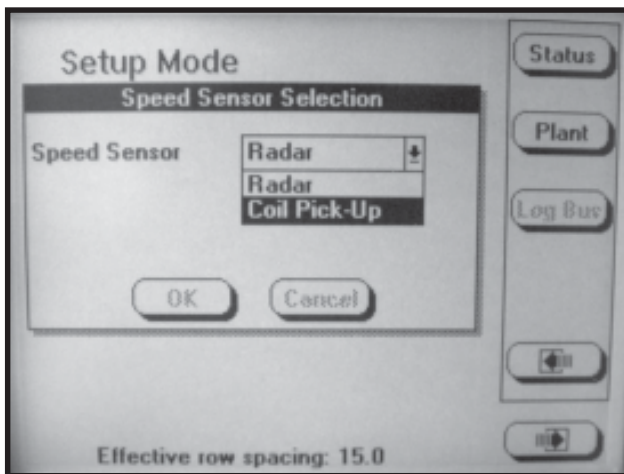 Setup Mode
Speed Sensor Selection
Speed Sensor
Radar
Radar
Coil Pick-Up
OK
Cancel
Effective row spacing: 15.0
Status
Plant
Log Bus